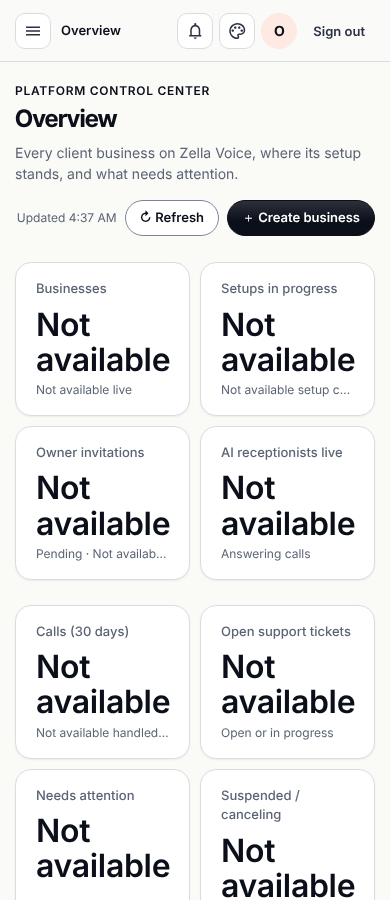 Overview
O
Sign out
PLATFORM CONTROL CENTER
Overview
Every client business on Zella Voice, where its setup
stands, and what needs attention.
Updated 4:37 AM
Refresh
+ Create business
Businesses
Not
available
Not available live
Setups in progress
Not
available
Not available setup c...
Owner invitations
Not
available
Pending · Not availab...
AI receptionists live
Not
available
Answering calls
Calls (30 days)
Not
available
Not available handled...
Open support tickets
Not
available
Open or in progress
Needs attention
Not
available
Suspended /
canceling
Not
available